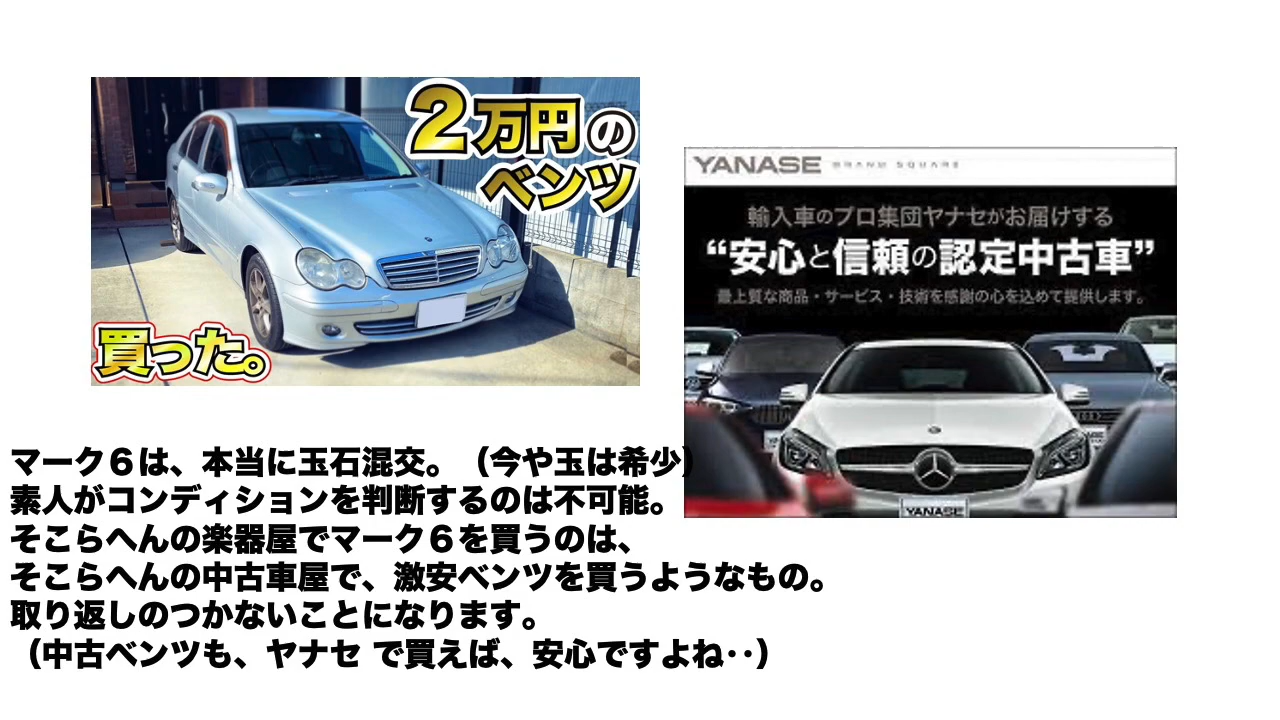 2万円の
ベンツ
買った。
YANASE BRAND SQUARE
輸入車のプロ集団ヤナセがお届けする
“安心と信頼の認定中古車”
最上質な商品・サービス・技術を感謝の心を込めて提供します。
YANASE
マーク６は、本当に玉石混交。（今や玉は希少）
素人がコンディションを判断するのは不可能。
そこらへんの楽器屋でマーク６を買うのは、
そこらへんの中古車屋で、激安ベンツを買うようなもの。
取り返しのつかないことになります。
（中古ベンツも、ヤナセ で買えば、安心ですよね‥）